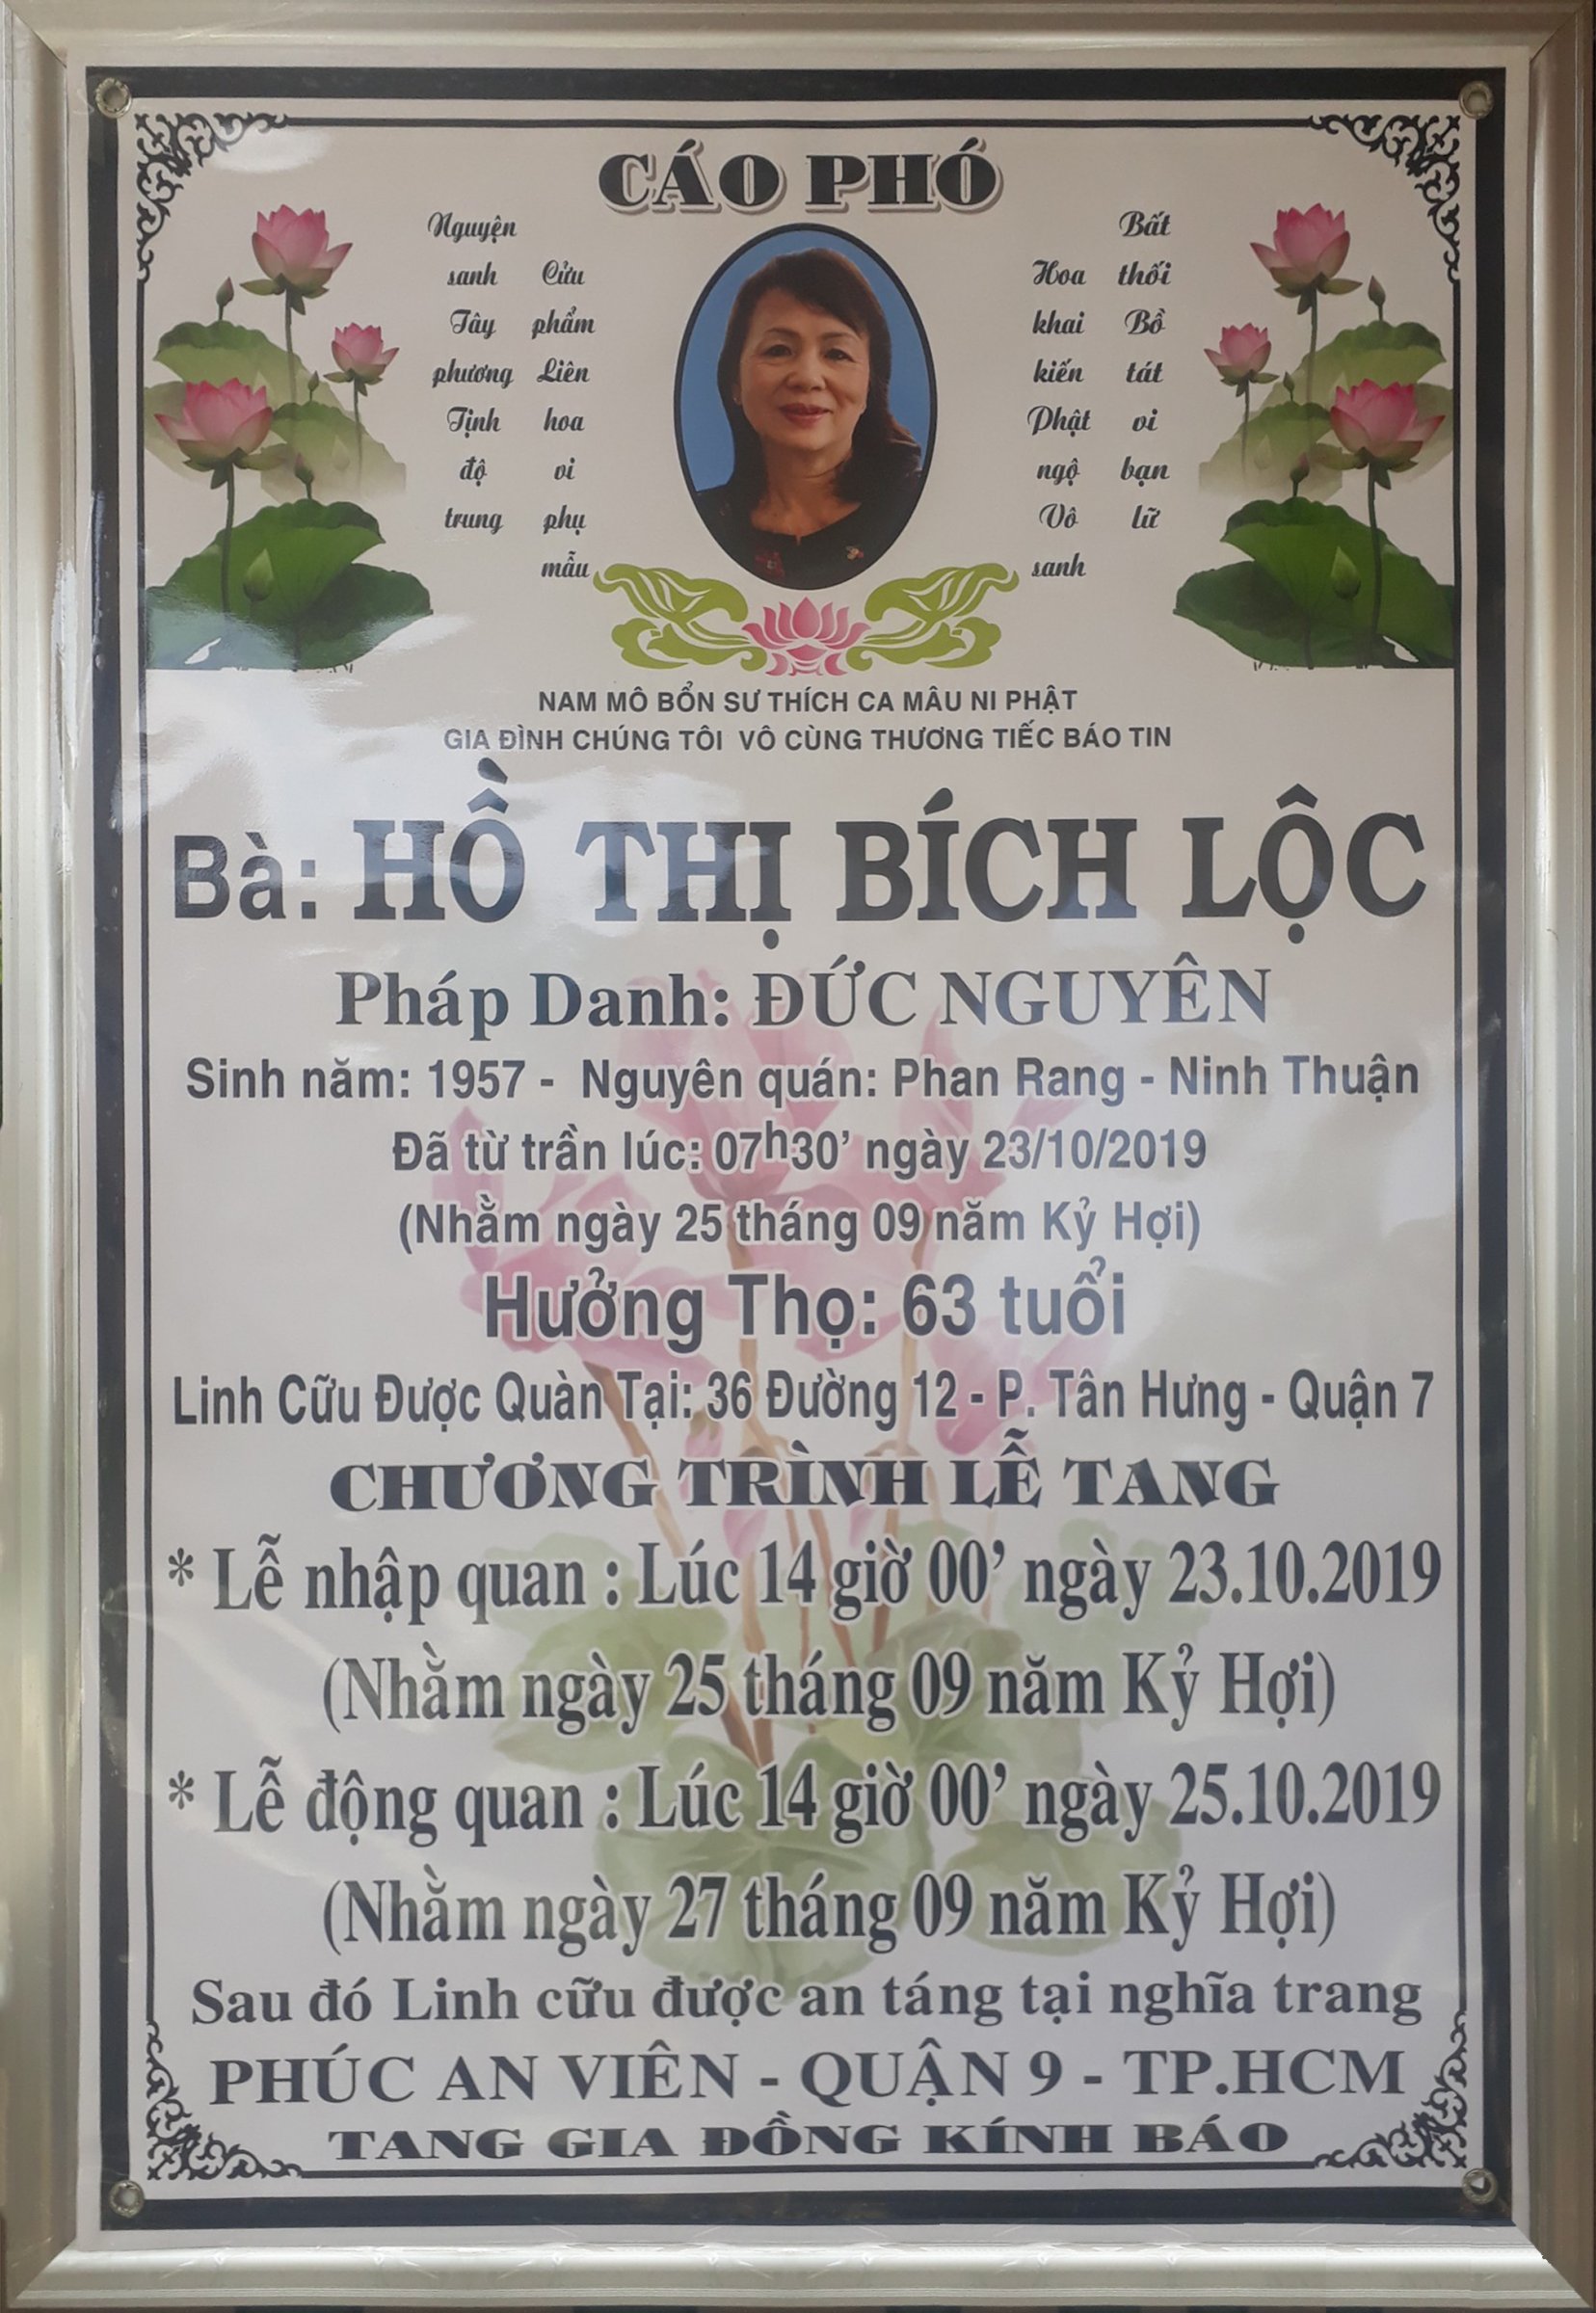 CÁO PHÓ
Nguyện sanh Tây phương Tịnh độ trung
Cửu phẩm Liên hoa vi phụ mẫu
Hoa khai kiến Phật ngộ Vô sanh
Bất thối Bồ tát vi bạn lữ
NAM MÔ BỔN SƯ THÍCH CA MÂU NI PHẬT
GIA ĐÌNH CHÚNG TÔI VÔ CÙNG THƯƠNG TIẾC BÁO TIN
Bà: HỒ THỊ BÍCH LỘC
Pháp Danh: ĐỨC NGUYÊN
Sinh năm: 1957 - Nguyên quán: Phan Rang - Ninh Thuận
Đã từ trần lúc: 07h30’ ngày 23/10/2019
(Nhằm ngày 25 tháng 09 năm Kỷ Hợi)
Hưởng Thọ: 63 tuổi
Linh Cữu Được Quàn Tại: 36 Đường 12 - P. Tân Hưng - Quận 7
CHƯƠNG TRÌNH LỄ TANG
* Lễ nhập quan : Lúc 14 giờ 00’ ngày 23.10.2019
(Nhằm ngày 25 tháng 09 năm Kỷ Hợi)
* Lễ động quan : Lúc 14 giờ 00’ ngày 25.10.2019
(Nhằm ngày 27 tháng 09 năm Kỷ Hợi)
Sau đó Linh cữu được an táng tại nghĩa trang
PHÚC AN VIÊN - QUẬN 9 - TP.HCM
TANG GIA ĐỒNG KÍNH BÁO